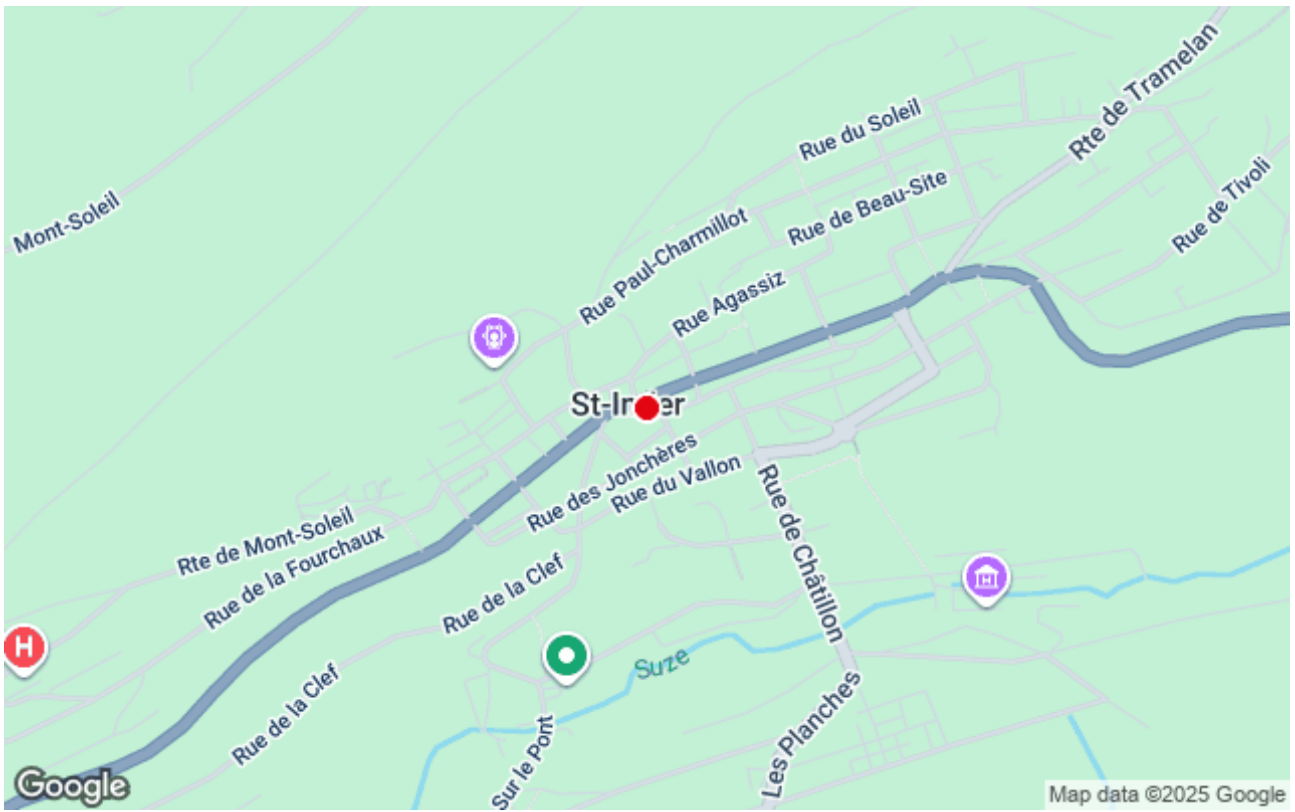 Rte de Tramelan
Rue du Soleil
Rue de Beau-Site
Rue de Tivoli
Mont-Soleil
Rue Paul-Charmillot
Rue Agassiz
Rue des Jonchères
Rue du Vallon
Rue de Châtillon
Rte de Mont-Soleil
Rue de la Fourchaux
Rue de la Clef
H
H
Suze
Rue de la Clef
Les Planches
Sur le Pont
Google
Map data ©2025 Google